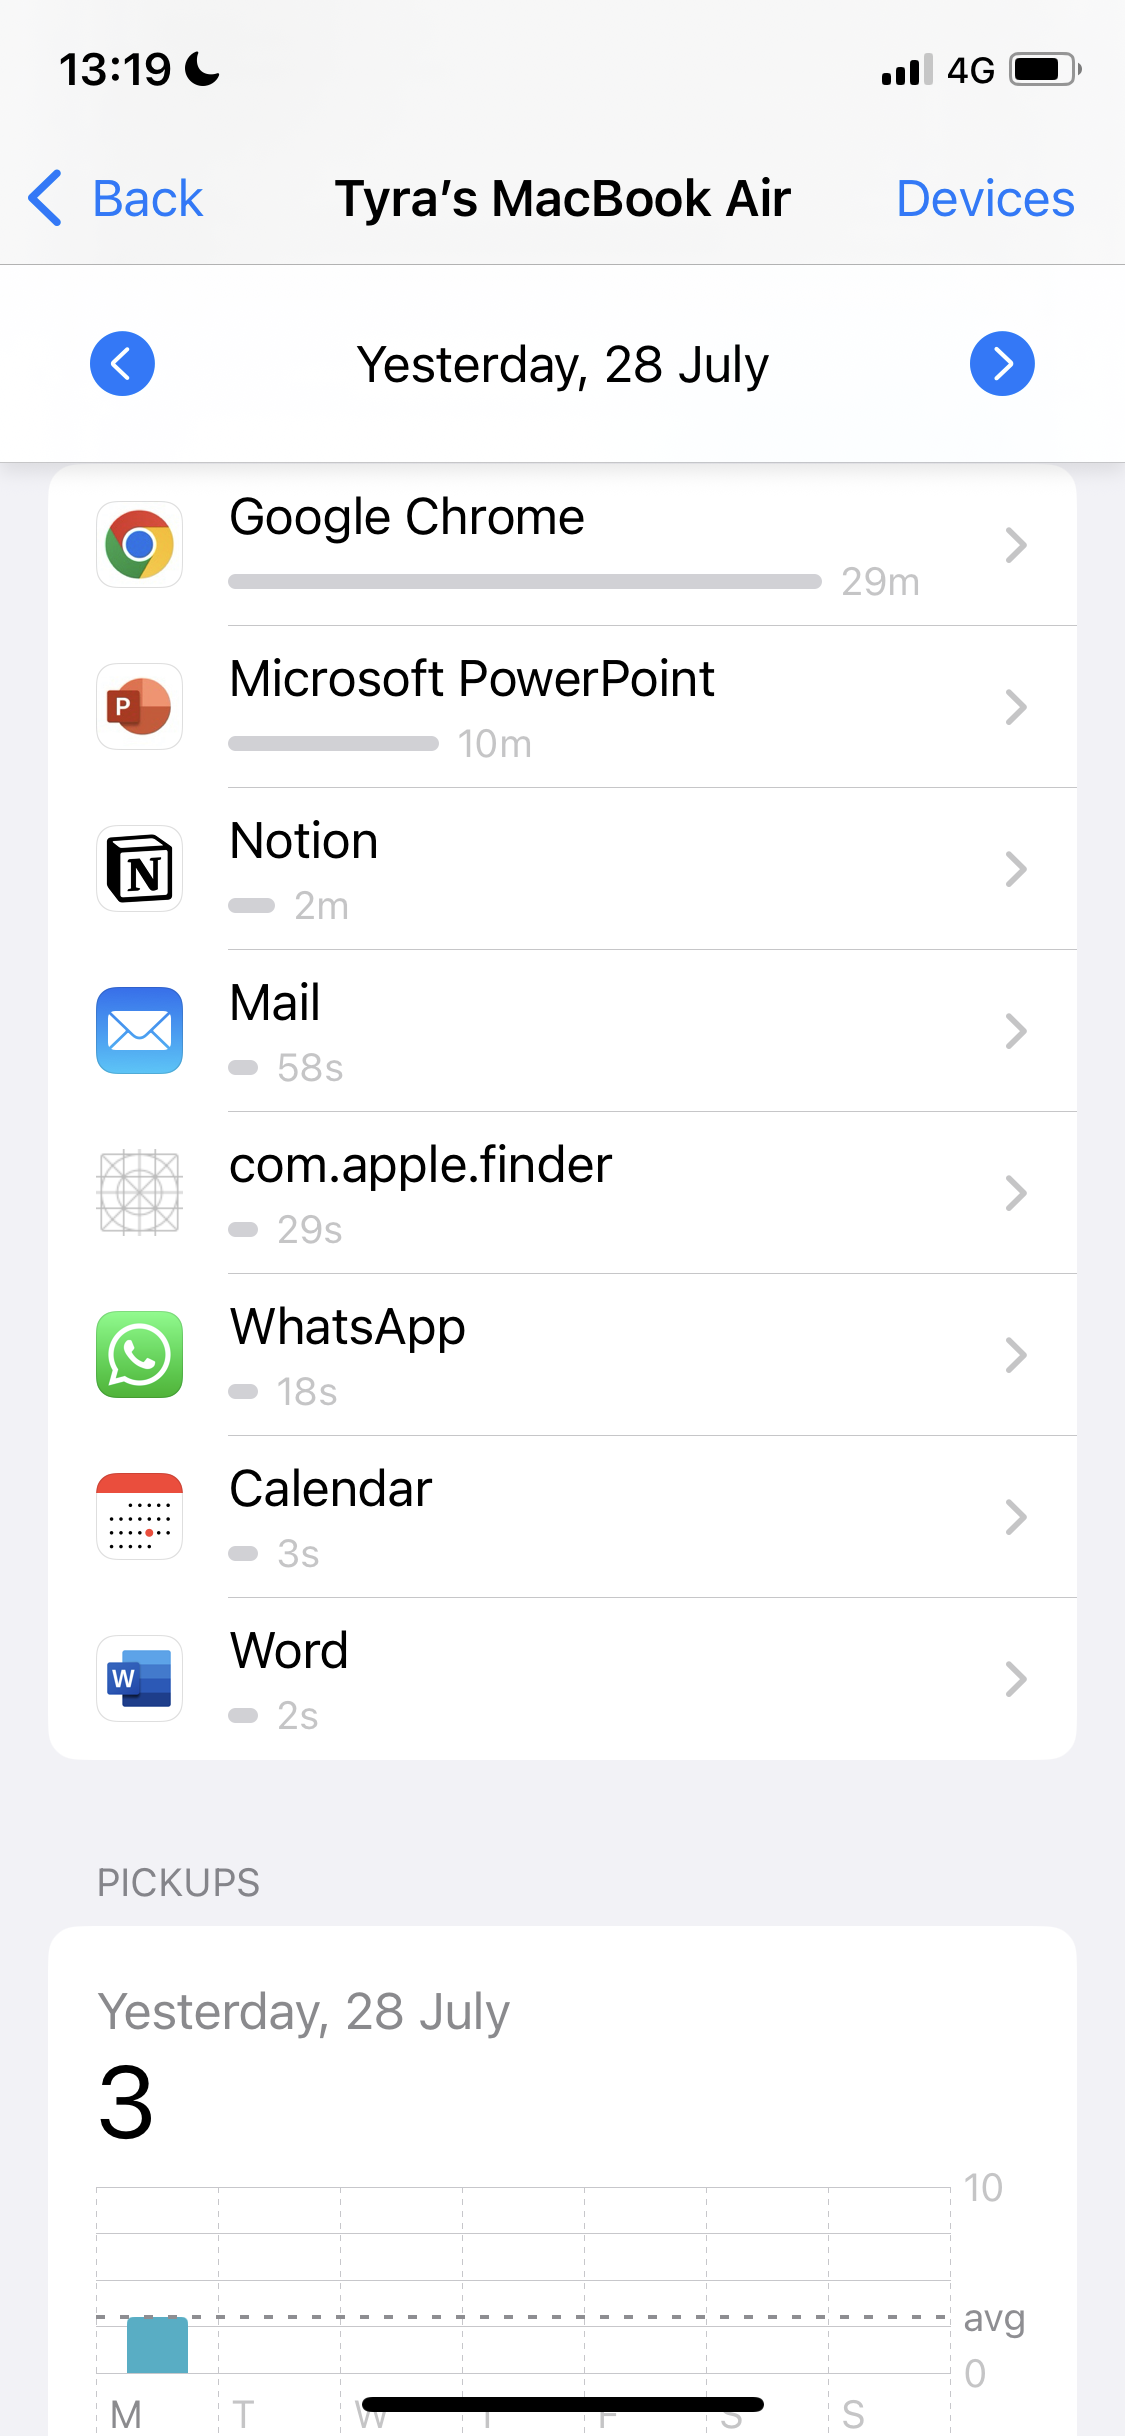 13:19
4G
Back
Tyra's MacBook Air
Devices
Yesterday, 28 July
Google Chrome
29m
P
Microsoft PowerPoint
10m
N
Notion
2m
Mail
58s
com.apple.finder
29s
WhatsApp
18s
Calendar
3s
W
Word
2s
PICKUPS
Yesterday, 28 July
3
10
avg
0
M T W T F S S